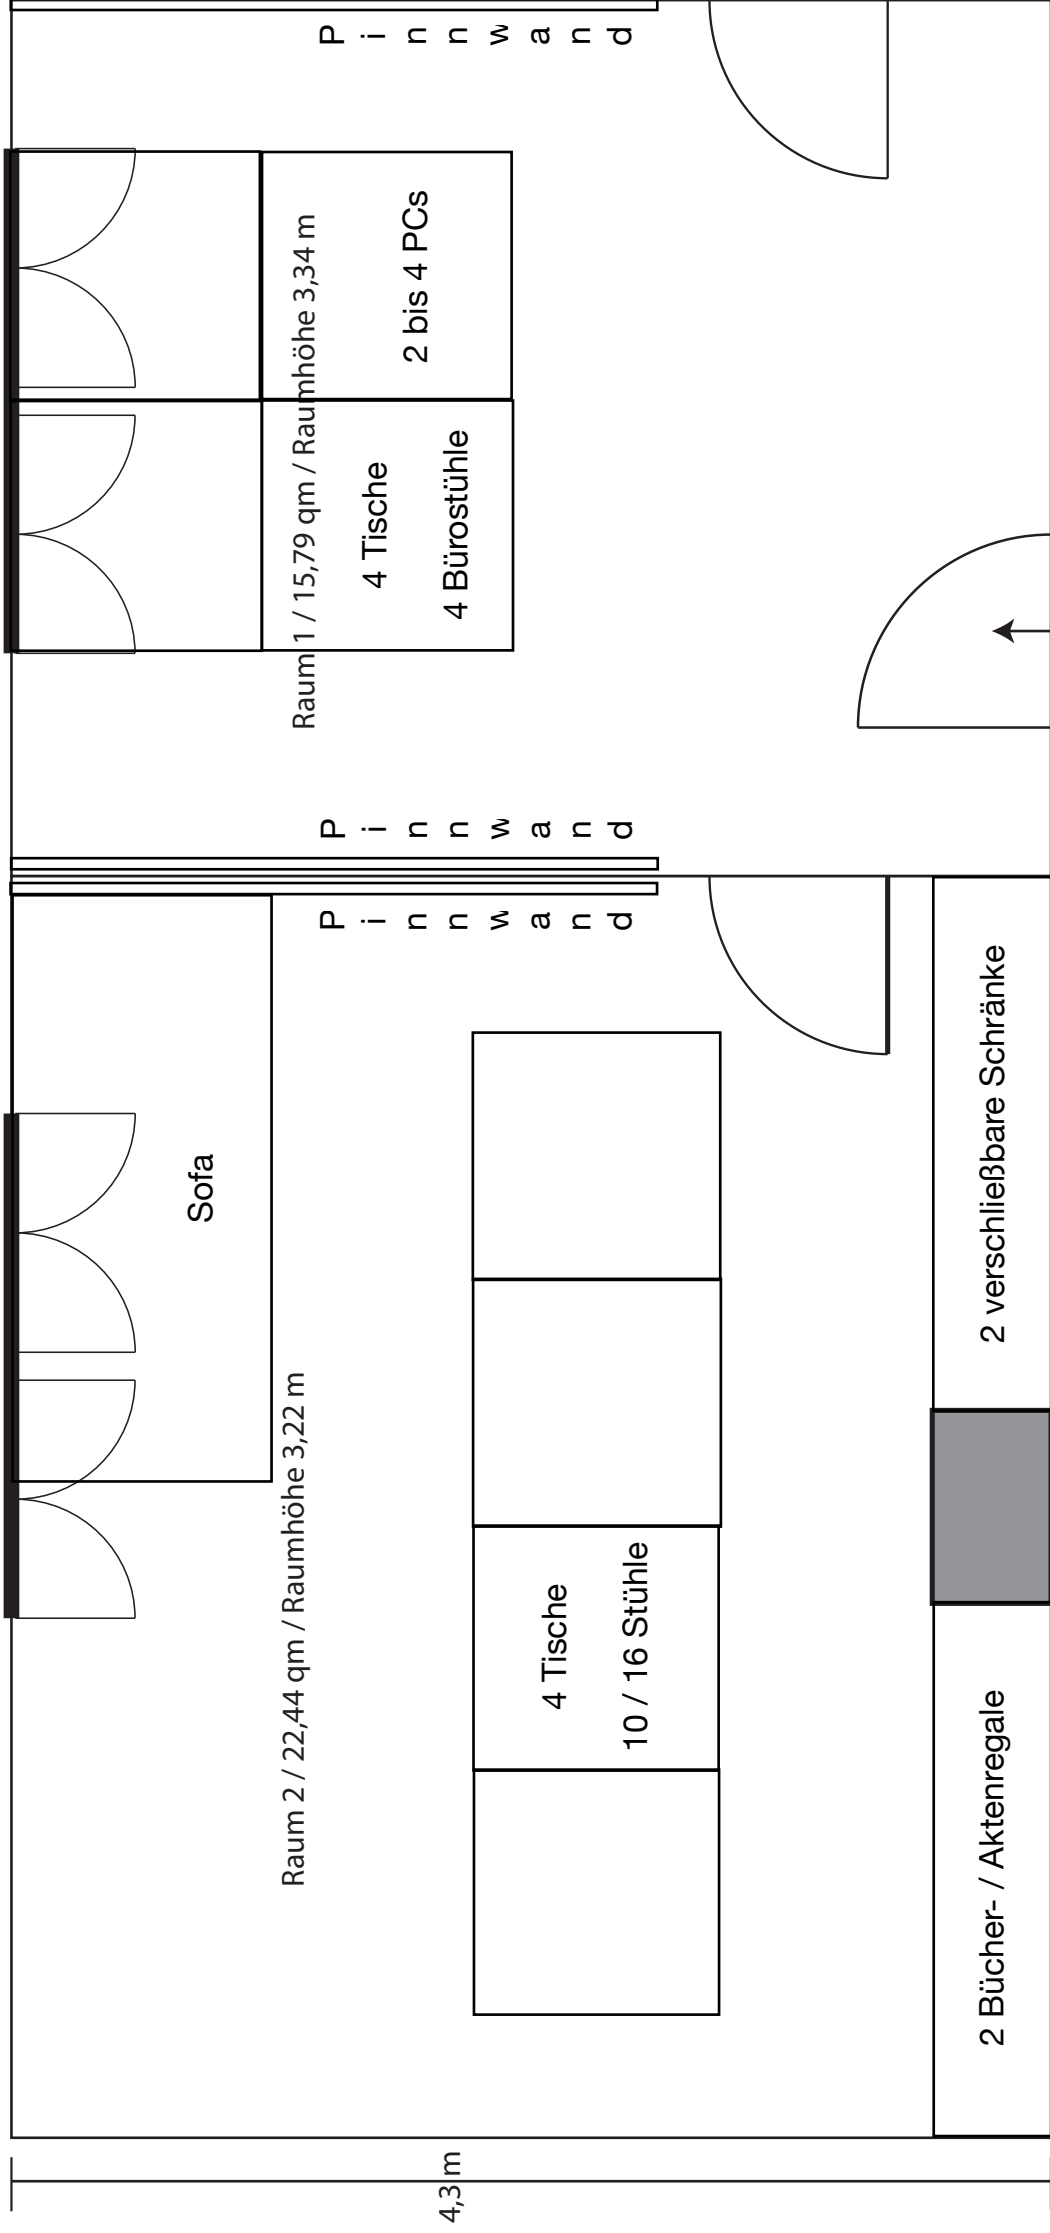 Pinnwand
2 bis 4 PCs
Raum 1 / 15,79 qm / Raumhöhe 3,34 m
4 Tische
4 Bürostühle
Pinnwand
Pinnwand
Sofa
2 verschließbare Schränke
Raum 2 / 22,44 qm / Raumhöhe 3,22 m
4 Tische
10 / 16 Stühle
2 Bücher- / Aktenregale
4,3 m